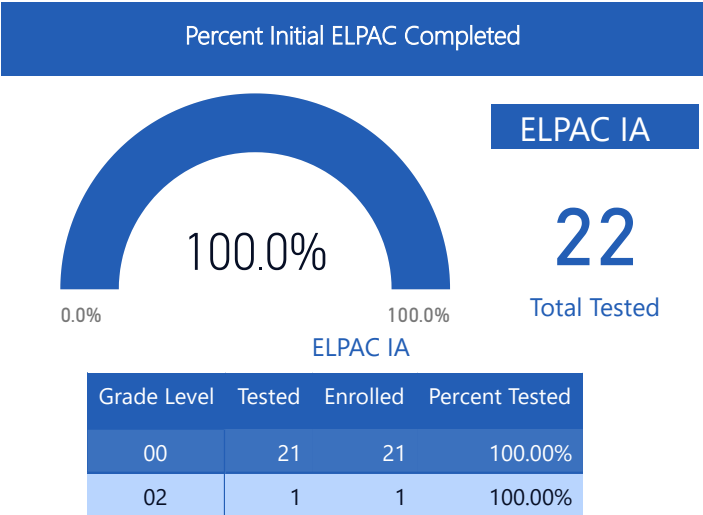 Percent Initial ELPAC Completed
ELPAC IA
100.0%
22
0.0% 100.0%
Total Tested
ELPAC IA
Grade Level Tested Enrolled Percent Tested
00 21 21 100.00%
02 1 1 100.00%